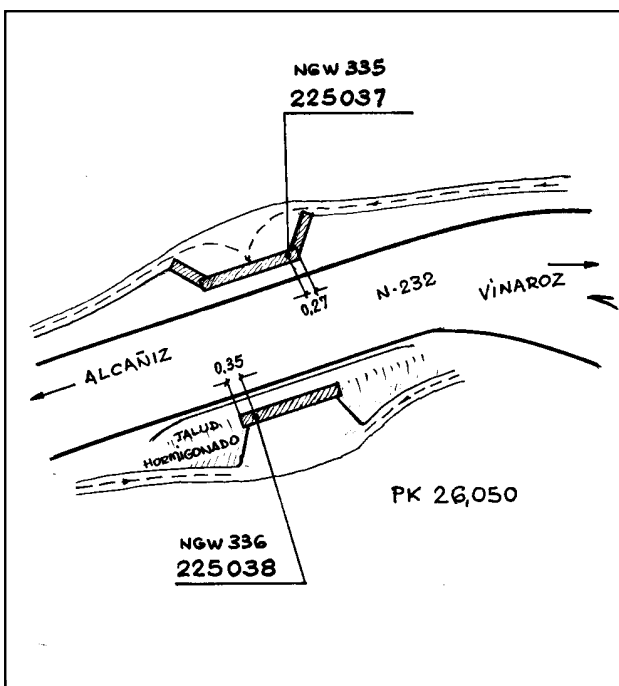 NGW 335
225037
0,27
N-232
VINAROZ
ALCAÑIZ
0,35
TALUD
HORMIGONADO
PK 26,050
NGW 336
225038